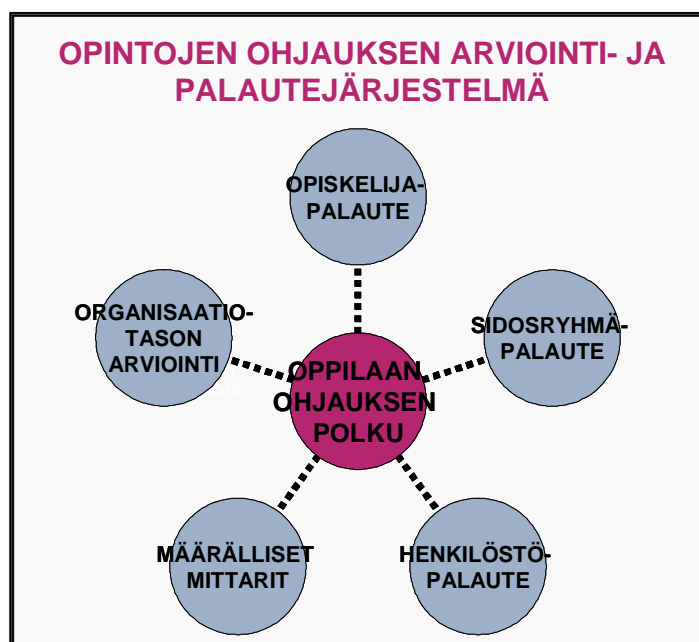 OPINTOJEN OHJAUKSEN ARVIOINTI- JA
PALAUTEJÄRJESTELMÄ
OPISKELIJA-
PALAUTE
ORGANISAATIO-
TASON
ARVIOINTI
SIDOSRYHMÄ-
PALAUTE
OPPILAAN
OHJAUKSEN
POLKU
MÄÄRÄLLISET
MITTARIT
HENKILÖSTÖ-
PALAUTE